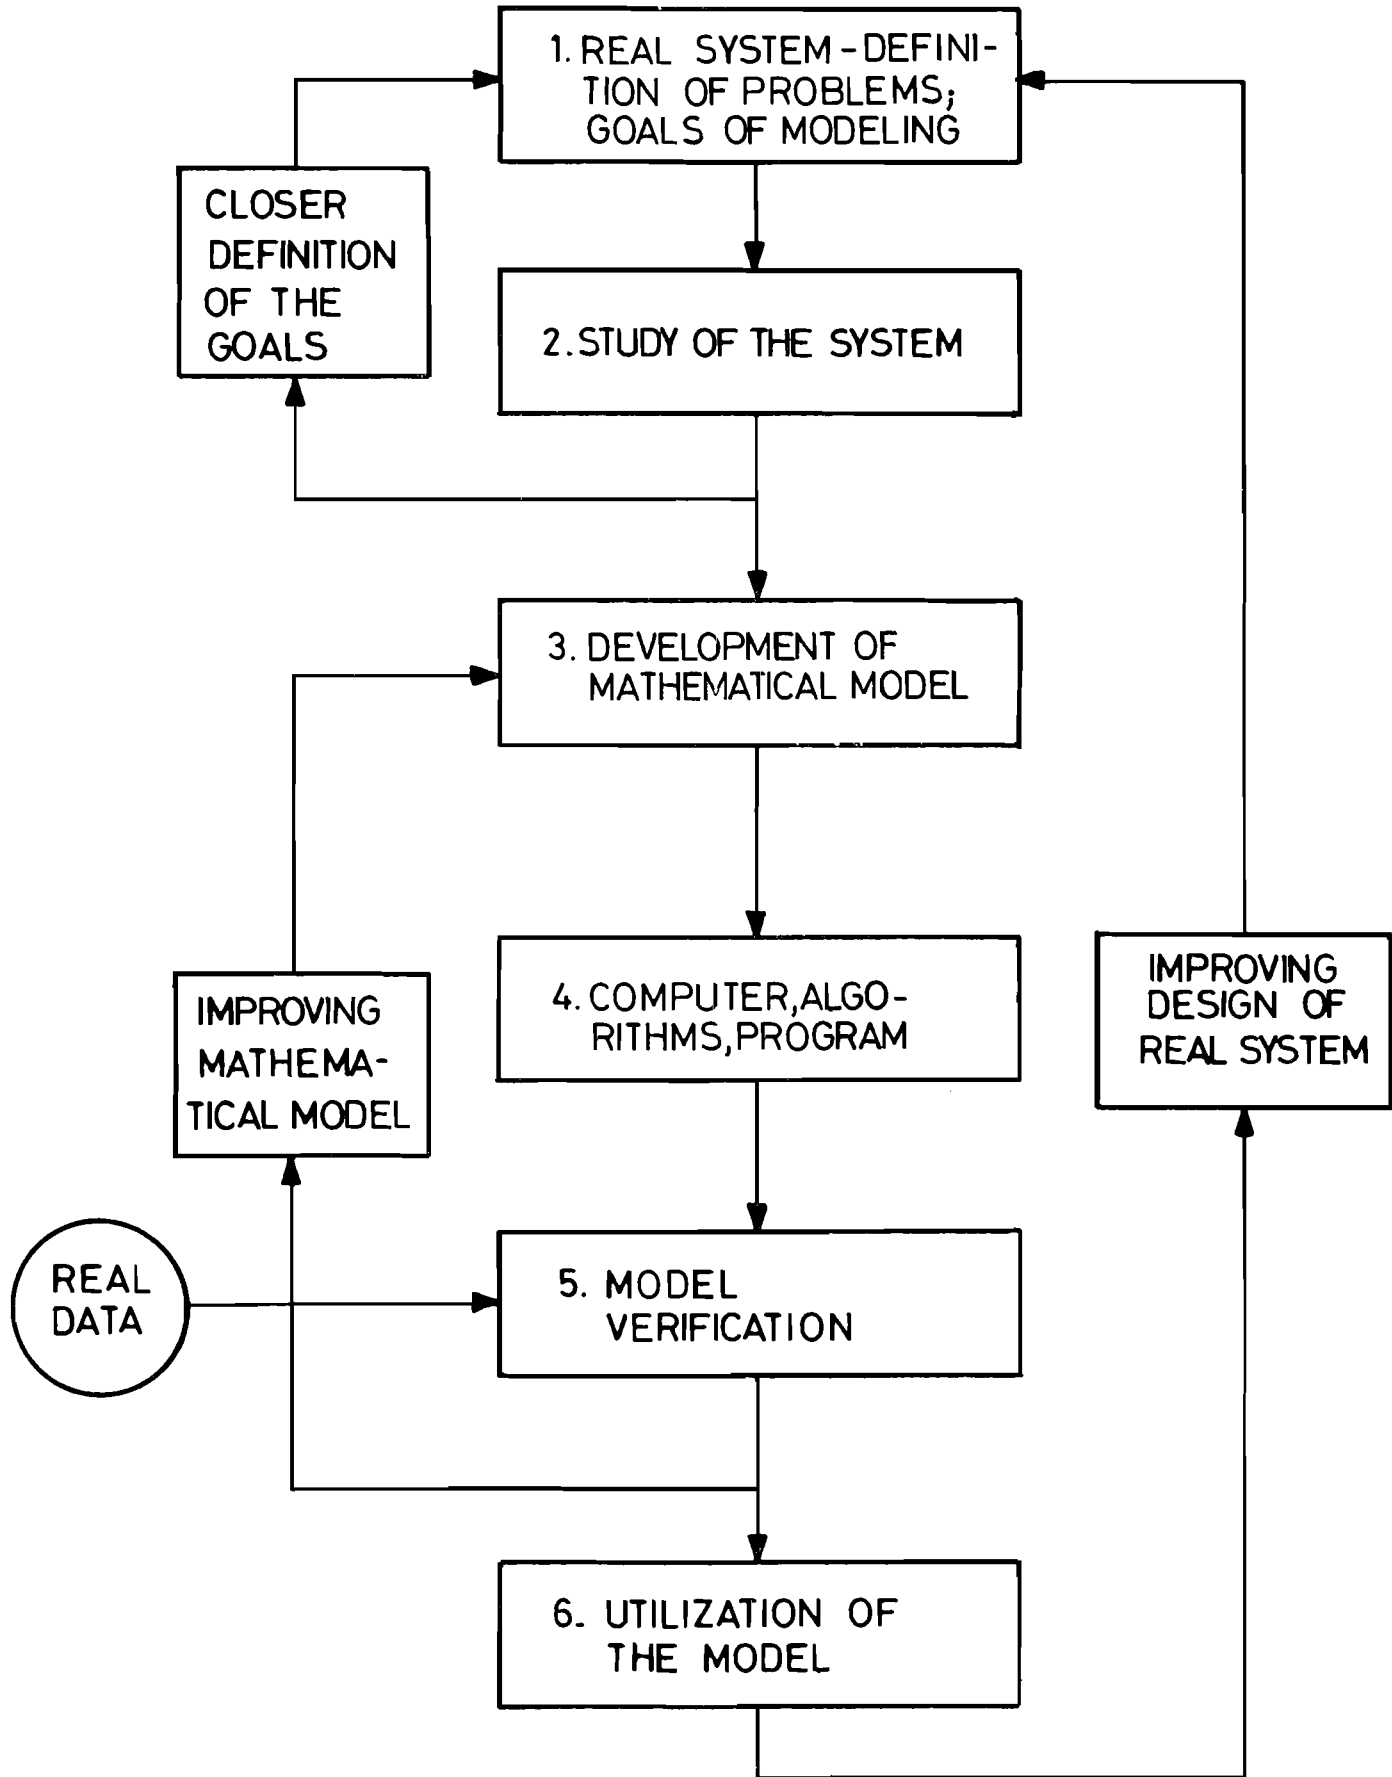 1. REAL SYSTEM - DEFINI-
TION OF PROBLEMS;
GOALS OF MODELING
CLOSER
DEFINITION
OF THE
GOALS
2. STUDY OF THE SYSTEM
3. DEVELOPMENT OF
MATHEMATICAL MODEL
4. COMPUTER, ALGO-
RITHMS, PROGRAM
IMPROVING
MATHEMA-
TICAL MODEL
IMPROVING
DESIGN OF
REAL SYSTEM
REAL
DATA
5. MODEL
VERIFICATION
6. UTILIZATION OF
THE MODEL